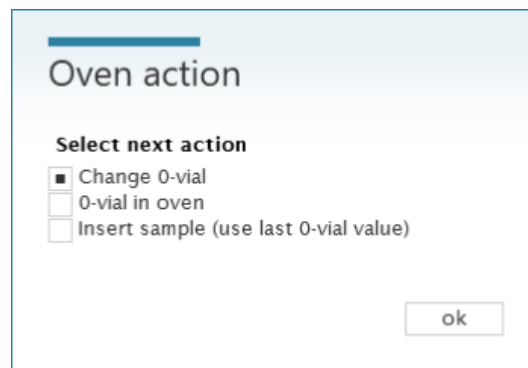 Oven action
Select next action
Change 0-vial
0-vial in oven
Insert sample (use last 0-vial value)
ok